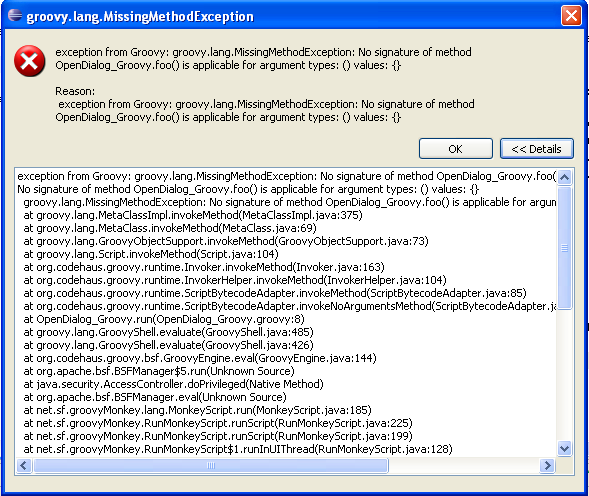 groovy.lang.MissingMethodException
exception from Groovy: groovy.lang.MissingMethodException: No signature of method
OpenDialog_Groovy.foo() is applicable for argument types: () values: {}
Reason:
exception from Groovy: groovy.lang.MissingMethodException: No signature of method
OpenDialog_Groovy.foo() is applicable for argument types: () values: {}
OK
<< Details
exception from Groovy: groovy.lang.MissingMethodException: No signature of method OpenDialog_Groovy.foo(
No signature of method OpenDialog_Groovy.foo() is applicable for argument types: () values: {}
groovy.lang.MissingMethodException: No signature of method OpenDialog_Groovy.foo() is applicable for argum
at groovy.lang.MetaClassImpl.invokeMethod(MetaClassImpl.java:375)
at groovy.lang.MetaClass.invokeMethod(MetaClass.java:69)
at groovy.lang.GroovyObjectSupport.invokeMethod(GroovyObjectSupport.java:73)
at groovy.lang.Script.invokeMethod(Script.java:104)
at org.codehaus.groovy.runtime.Invoker.invokeMethod(Invoker.java:163)
at org.codehaus.groovy.runtime.InvokerHelper.invokeMethod(InvokerHelper.java:104)
at org.codehaus.groovy.runtime.ScriptBytecodeAdapter.invokeMethod(ScriptBytecodeAdapter.java:85)
at org.codehaus.groovy.runtime.ScriptBytecodeAdapter.invokeNoArgumentsMethod(ScriptBytecodeAdapter.ja
at OpenDialog_Groovy.run(OpenDialog_Groovy.groovy:8)
at groovy.lang.GroovyShell.evaluate(GroovyShell.java:485)
at groovy.lang.GroovyShell.evaluate(GroovyShell.java:426)
at org.codehaus.groovy.bsf.GroovyEngine.eval(GroovyEngine.java:144)
at org.apache.bsf.BSFManager$5.run(Unknown Source)
at java.security.AccessController.doPrivileged(Native Method)
at org.apache.bsf.BSFManager.eval(Unknown Source)
at net.sf.groovyMonkey.lang.MonkeyScript.run(MonkeyScript.java:185)
at net.sf.groovyMonkey.RunMonkeyScript.runScript(RunMonkeyScript.java:225)
at net.sf.groovyMonkey.RunMonkeyScript.runScript(RunMonkeyScript.java:199)
at net.sf.groovyMonkey.RunMonkeyScript$1.runInUIThread(RunMonkeyScript.java:128)